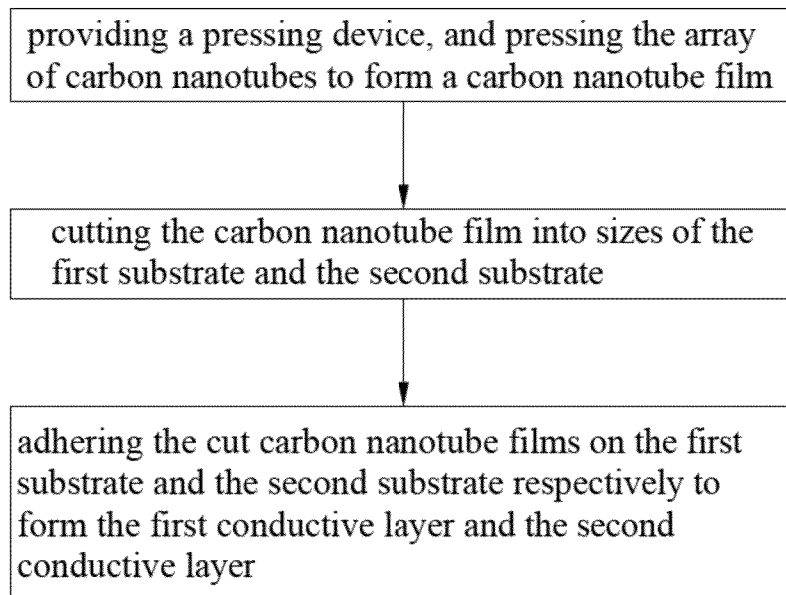 providing a pressing device, and pressing the array
of carbon nanotubes to form a carbon nanotube film
cutting the carbon nanotube film into sizes of the
first substrate and the second substrate
adhering the cut carbon nanotube films on the first
substrate and the second substrate respectively to
form the first conductive layer and the second
conductive layer